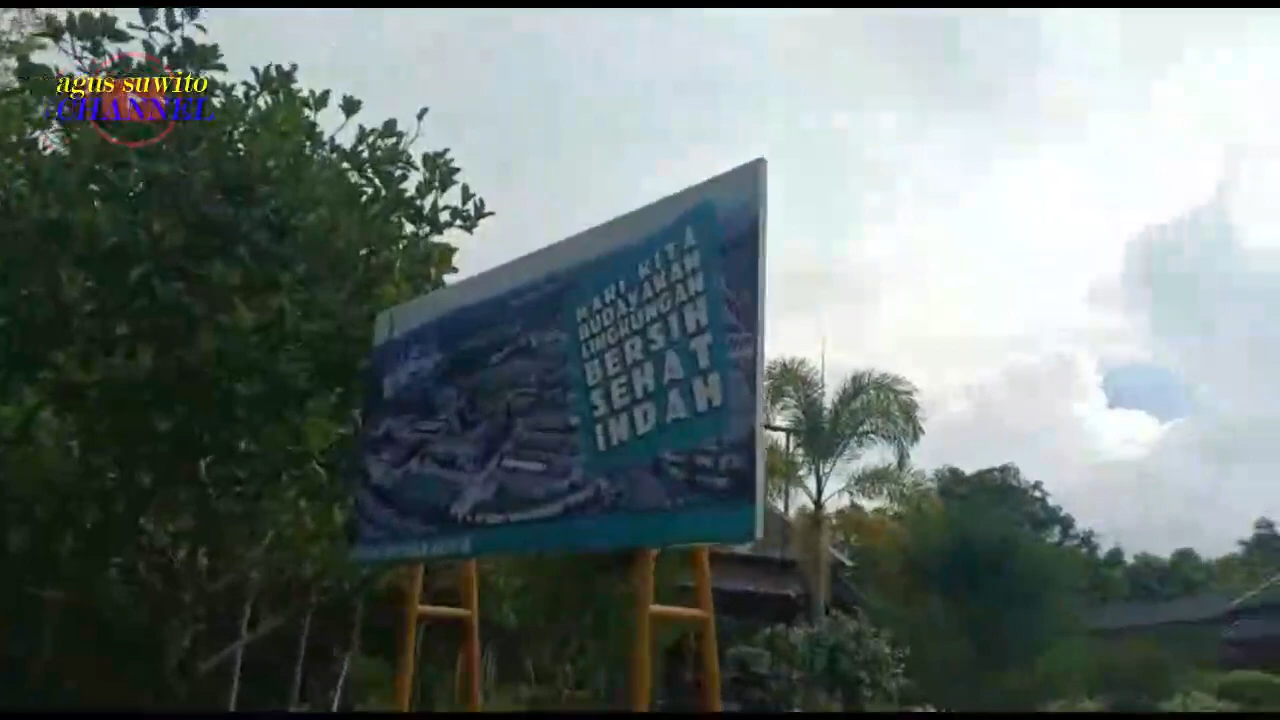 agus suwito
CHANNEL
MARI KITA
BUDAYAKAN
LINGKUNGAN
BERSIH
SEHAT
INDAH